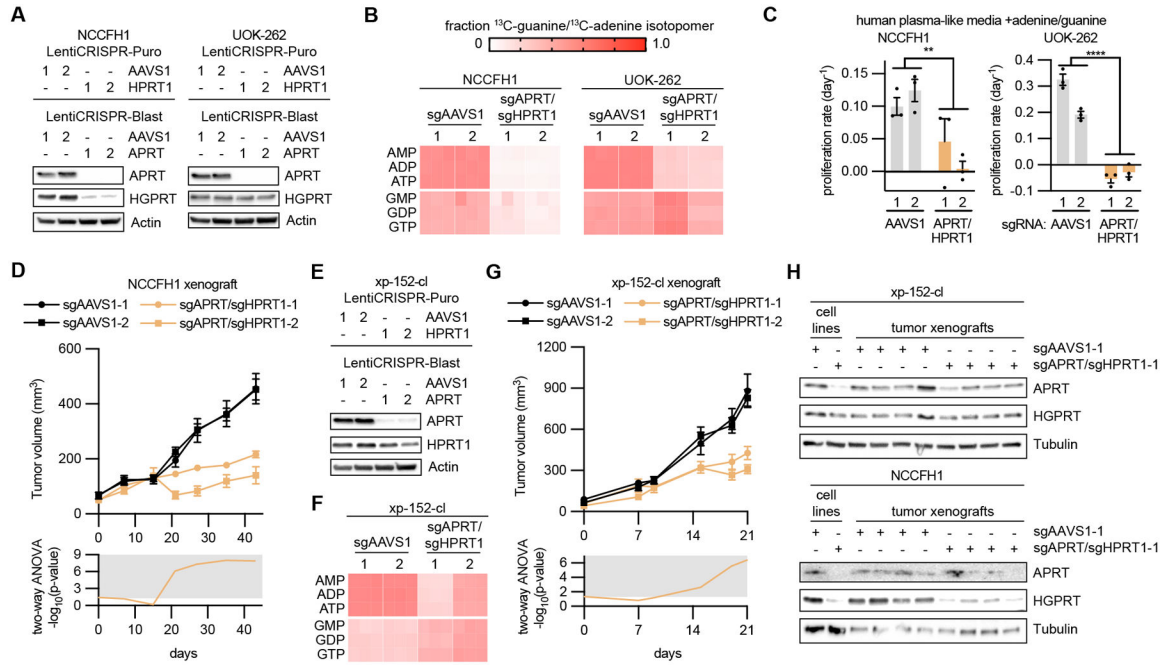 A
NCCFH1
LentiCRISPR-Puro
1 2 - - AAVS1
- - 1 2 HPRT1
LentiCRISPR-Blast
1 2 - - AAVS1
- - 1 2 APRT
APRT
HGPRT
Actin
UOK-262
LentiCRISPR-Puro
1 2 - - AAVS1
- - 1 2 HPRT1
LentiCRISPR-Blast
1 2 - - AAVS1
- - 1 2 APRT
APRT
HGPRT
Actin
B
fraction ¹³C-guanine/¹³C-adenine isotopomer
0 1.0
NCCFH1 UOK-262
sgAAVS1 sgAPRT/sgHPRT1 sgAAVS1 sgAPRT/sgHPRT1
1 2 1 2 1 2 1 2
AMP
ADP
ATP
GMP
GDP
GTP
C
human plasma-like media +adenine/guanine
NCCFH1
**
proliferation rate (day⁻¹)
0.15
0.10
0.05
0.00
1 2 1 2
AAVS1 APRT/HPRT1
UOK-262
****
proliferation rate (day⁻¹)
0.4
0.3
0.2
0.1
0.0
-0.1
1 2 1 2
sgRNA: AAVS1 APRT/HPRT1
D
NCCFH1 xenograft
sgAAVS1-1 sgAPRT/sgHPRT1-1
sgAAVS1-2 sgAPRT/sgHPRT1-2
Tumor volume (mm³)
600
400
200
0
two-way ANOVA
-log₁₀(p-value)
9
6
3
0
0 10 20 30 40
days
E
xp-152-cl
LentiCRISPR-Puro
1 2 - - AAVS1
- - 1 2 HPRT1
LentiCRISPR-Blast
1 2 - - AAVS1
- - 1 2 APRT
APRT
HPRT1
Actin
F
xp-152-cl
sgAAVS1 sgAPRT/sgHPRT1
1 2 1 2
AMP
ADP
ATP
GMP
GDP
GTP
G
xp-152-cl xenograft
sgAAVS1-1 sgAPRT/sgHPRT1-1
sgAAVS1-2 sgAPRT/sgHPRT1-2
Tumor volume (mm³)
1200
900
600
300
0
0 7 14 21
two-way ANOVA
-log₁₀(p-value)
6
4
2
0
0 7 14 21
days
H
xp-152-cl
cell lines tumor xenografts
+ - + + + + - - - - sgAAVS1-1
- + - - - - + + + + sgAPRT/sgHPRT1-1
APRT
HGPRT
Tubulin
NCCFH1
cell lines tumor xenografts
+ - + + + + - - - - sgAAVS1-1
- + - - - - + + + + sgAPRT/sgHPRT1-1
APRT
HGPRT
Tubulin